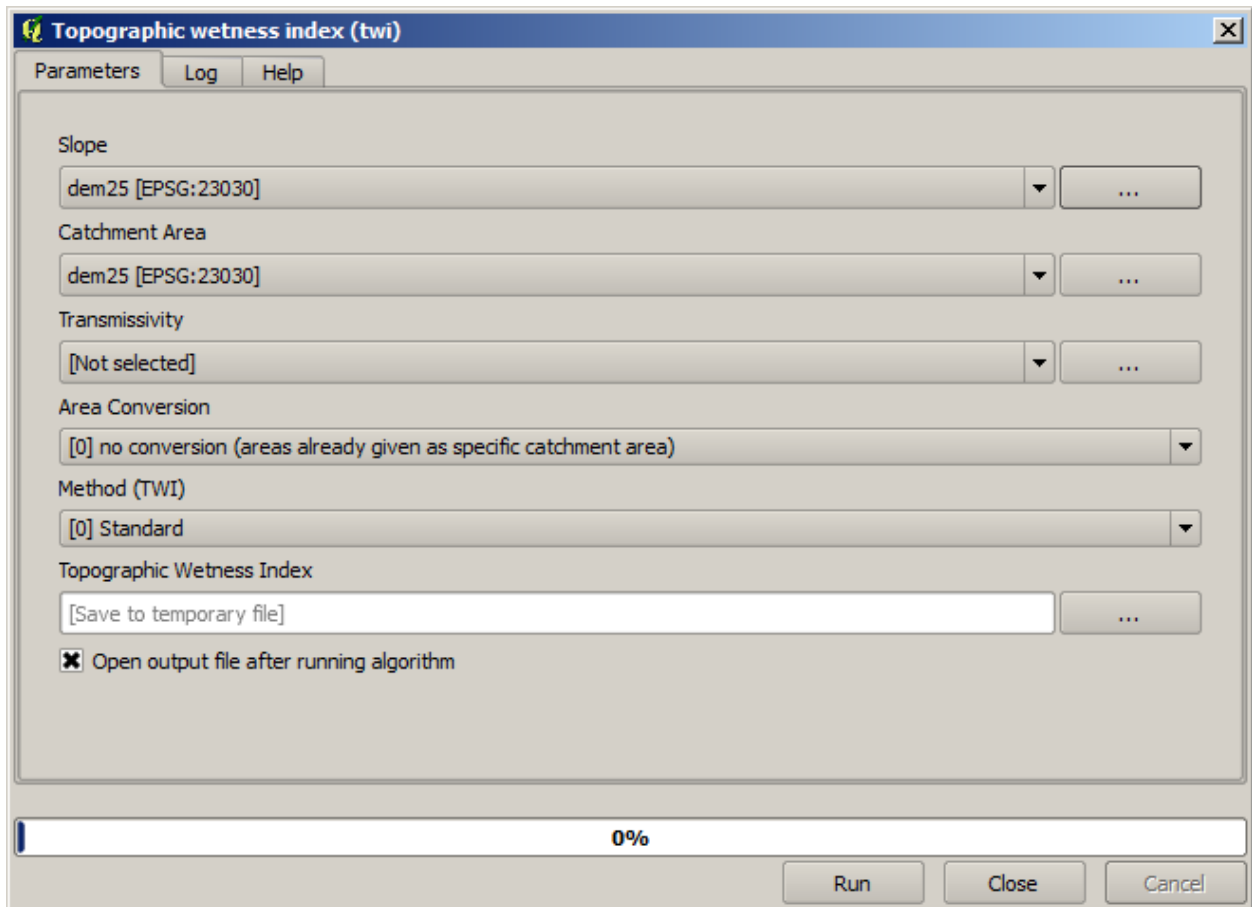 Topographic wetness index (twi)
Parameters Log Help
Slope
dem25 [EPSG:23030]
...
Catchment Area
dem25 [EPSG:23030]
...
Transmissivity
[Not selected]
...
Area Conversion
[0] no conversion (areas already given as specific catchment area)
Method (TWI)
[0] Standard
Topographic Wetness Index
[Save to temporary file]
...
Open output file after running algorithm
0%
Run Close Cancel